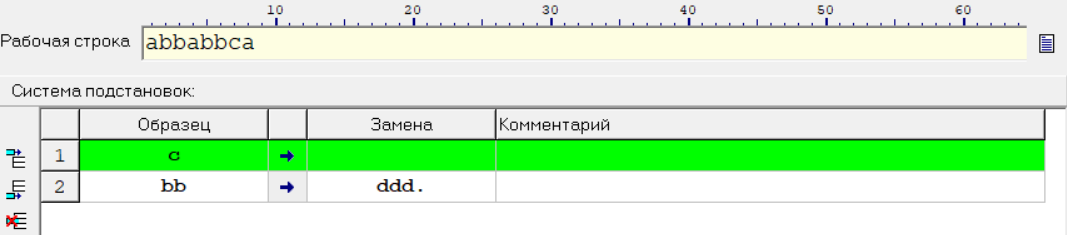 10 20 30 40 50 60
Рабочая строка abbabbca
Система подстановок:
Образец Замена Комментарий
1 c →
2 bb → ddd.